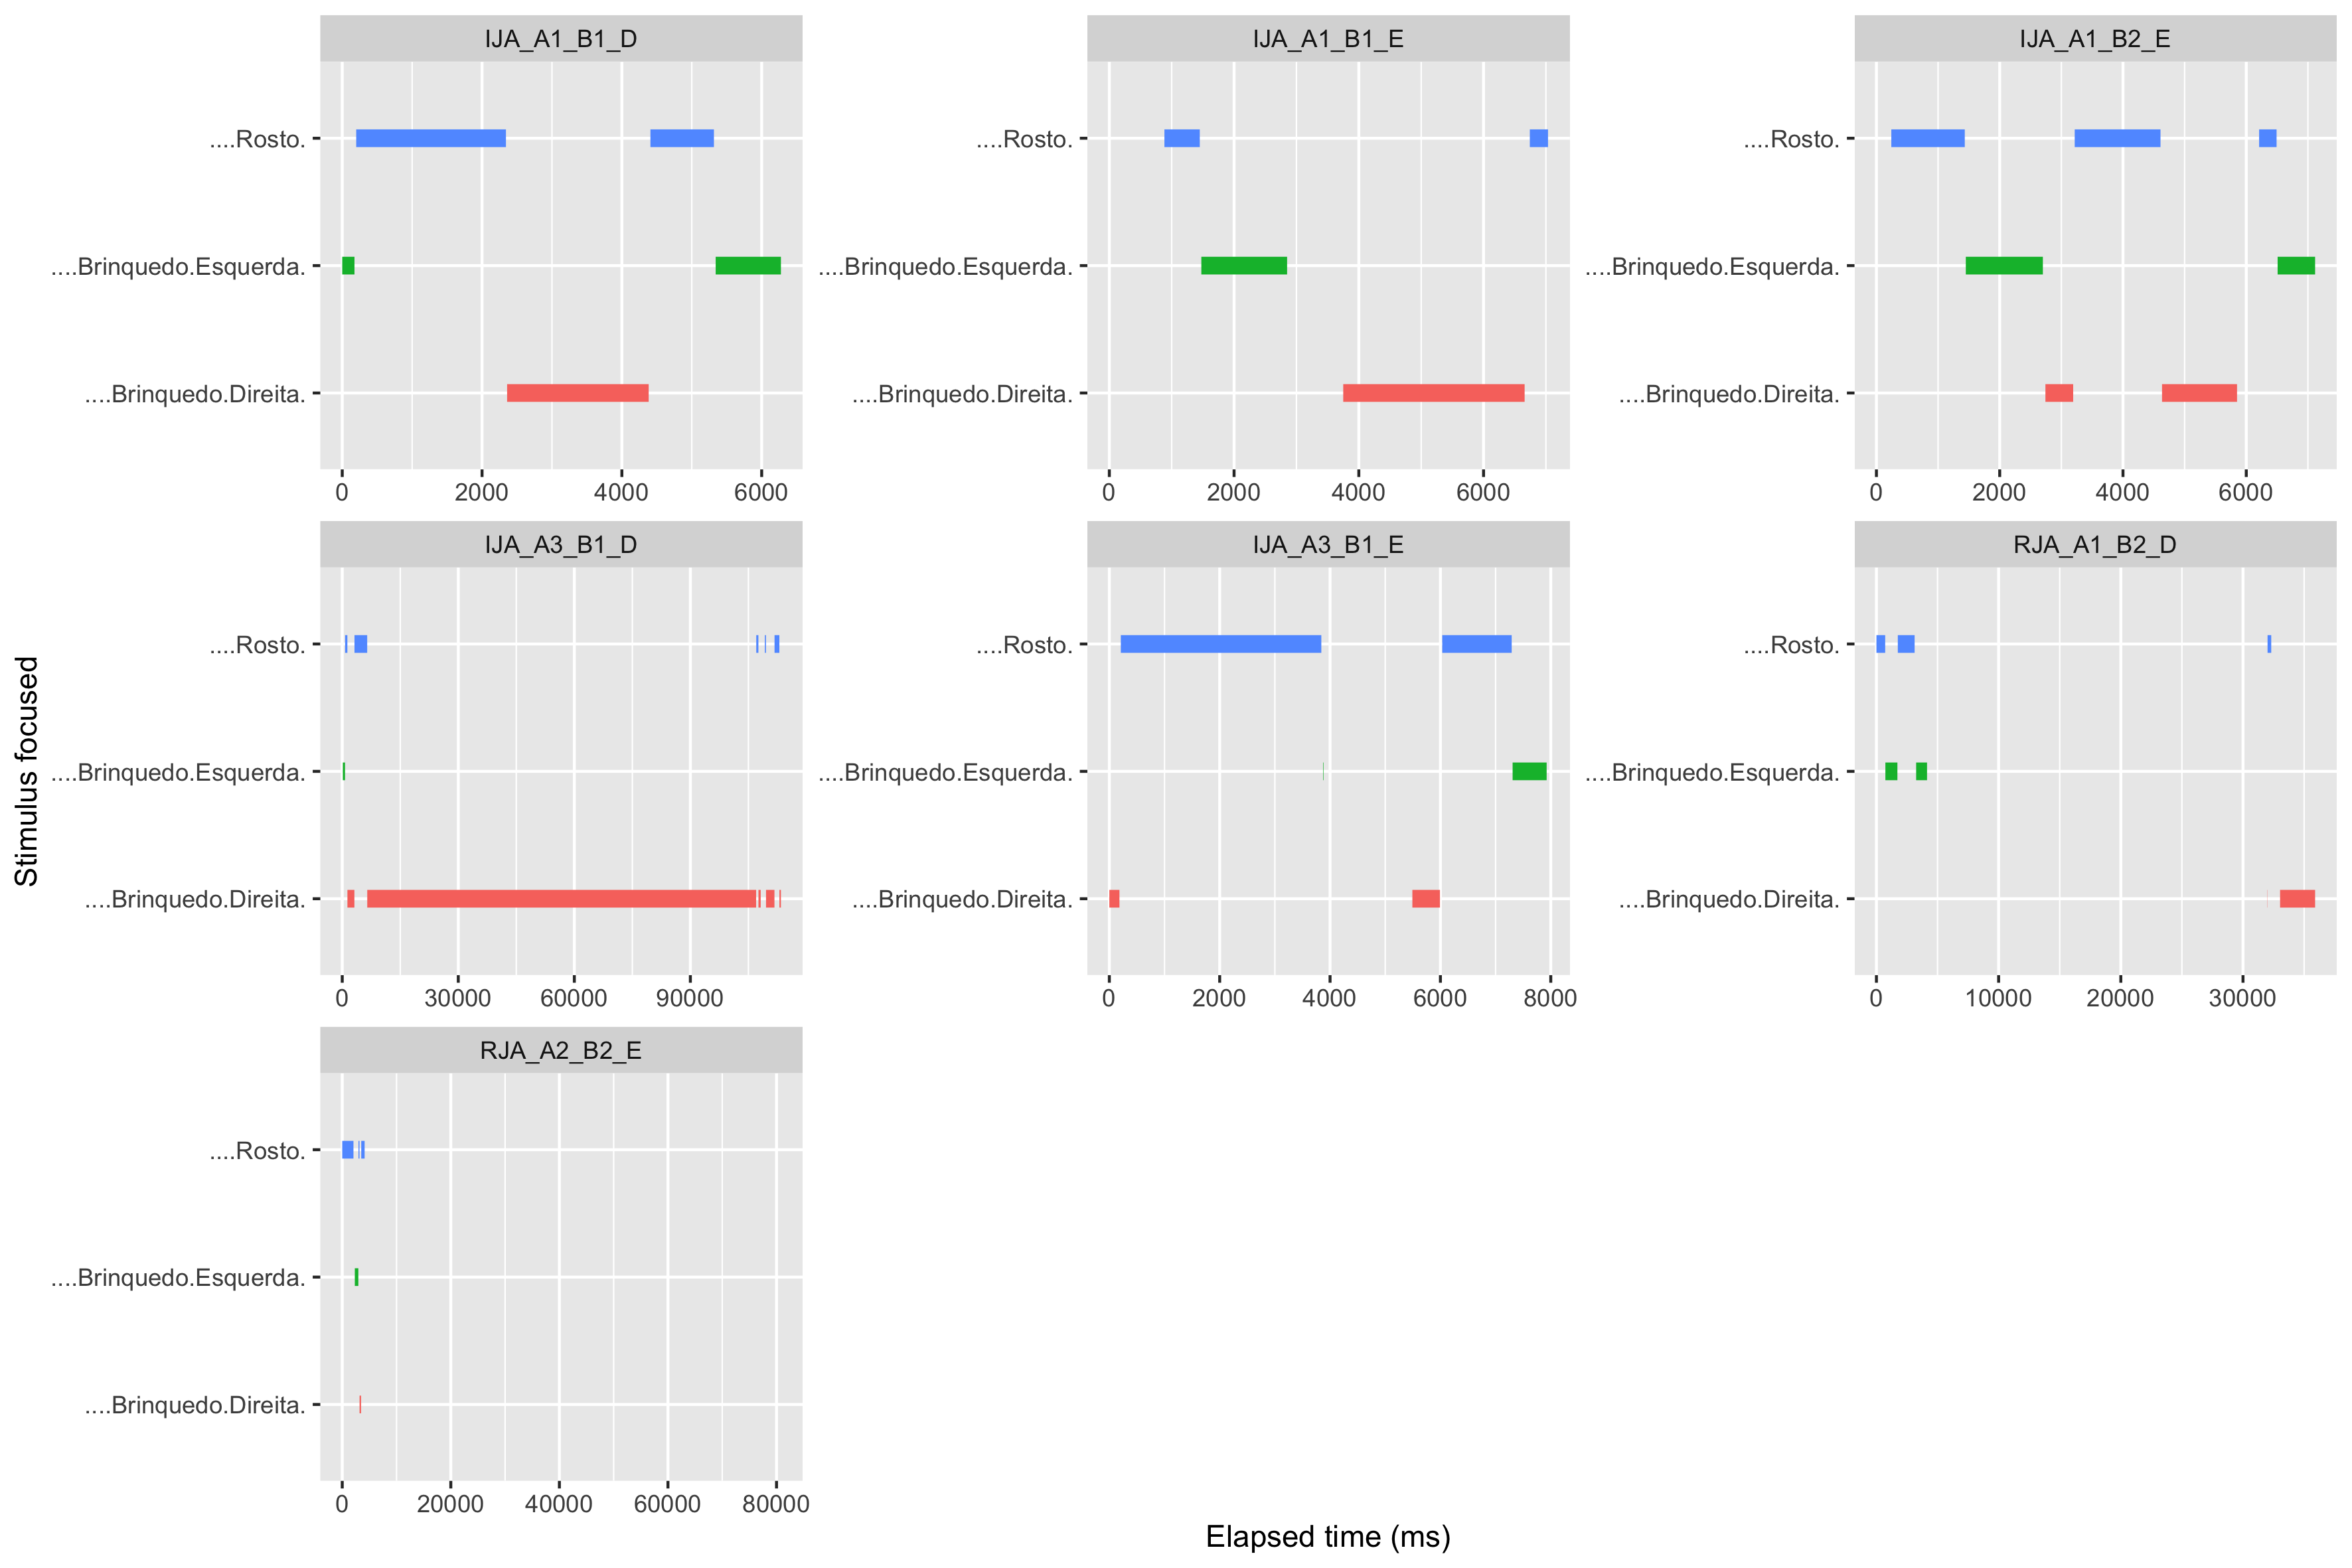 IJA_A1_B1_D
IJA_A1_B1_E
IJA_A1_B2_E
....Rosto.
....Brinquedo.Esquerda.
....Brinquedo.Direita.
0 2000 4000 6000
....Rosto.
....Brinquedo.Esquerda.
....Brinquedo.Direita.
0 2000 4000 6000
....Rosto.
....Brinquedo.Esquerda.
....Brinquedo.Direita.
0 2000 4000 6000
IJA_A3_B1_D
IJA_A3_B1_E
RJA_A1_B2_D
Stimulus focused
....Rosto.
....Brinquedo.Esquerda.
....Brinquedo.Direita.
0 30000 60000 90000
....Rosto.
....Brinquedo.Esquerda.
....Brinquedo.Direita.
0 2000 4000 6000 8000
....Rosto.
....Brinquedo.Esquerda.
....Brinquedo.Direita.
0 10000 20000 30000
RJA_A2_B2_E
....Rosto.
....Brinquedo.Esquerda.
....Brinquedo.Direita.
0 20000 40000 60000 80000
Elapsed time (ms)